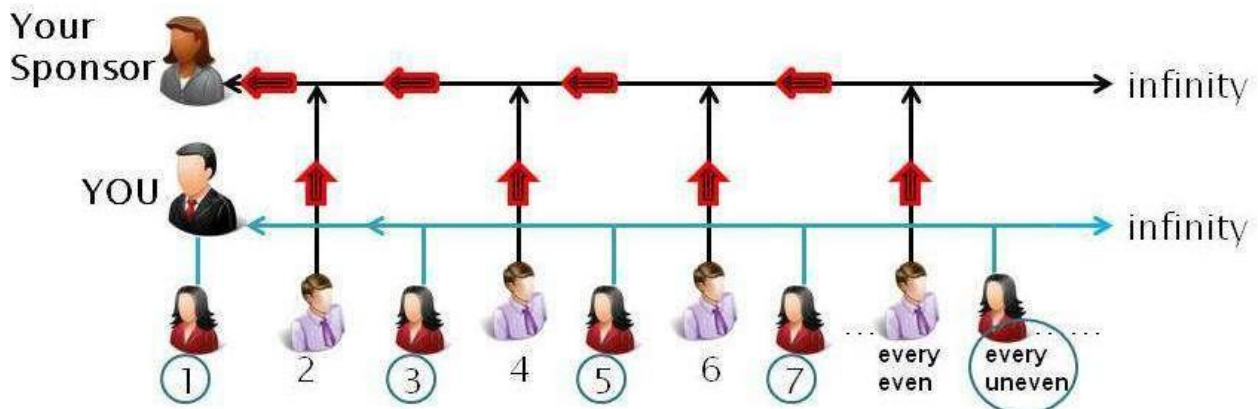 Your
Sponsor
infinity
YOU
infinity
1
2
3
4
5
6
7
.... ....
every
even
every
uneven